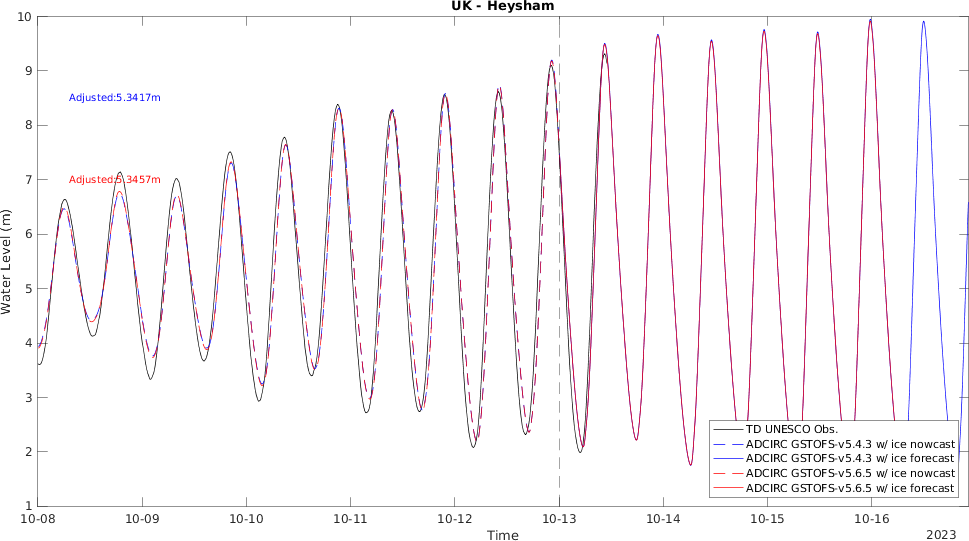 UK - Heysham
10
9
8
7
6
5
4
3
2
1
Water Level (m)
Adjusted:5.3417m
Adjusted:5.3457m
TD UNESCO Obs.
ADCIRC GSTOFS-v5.4.3 w/ ice nowcast
ADCIRC GSTOFS-v5.4.3 w/ ice forecast
ADCIRC GSTOFS-v5.6.5 w/ ice nowcast
ADCIRC GSTOFS-v5.6.5 w/ ice forecast
10-08
10-09
10-10
10-11
10-12
10-13
10-14
10-15
10-16
Time
2023